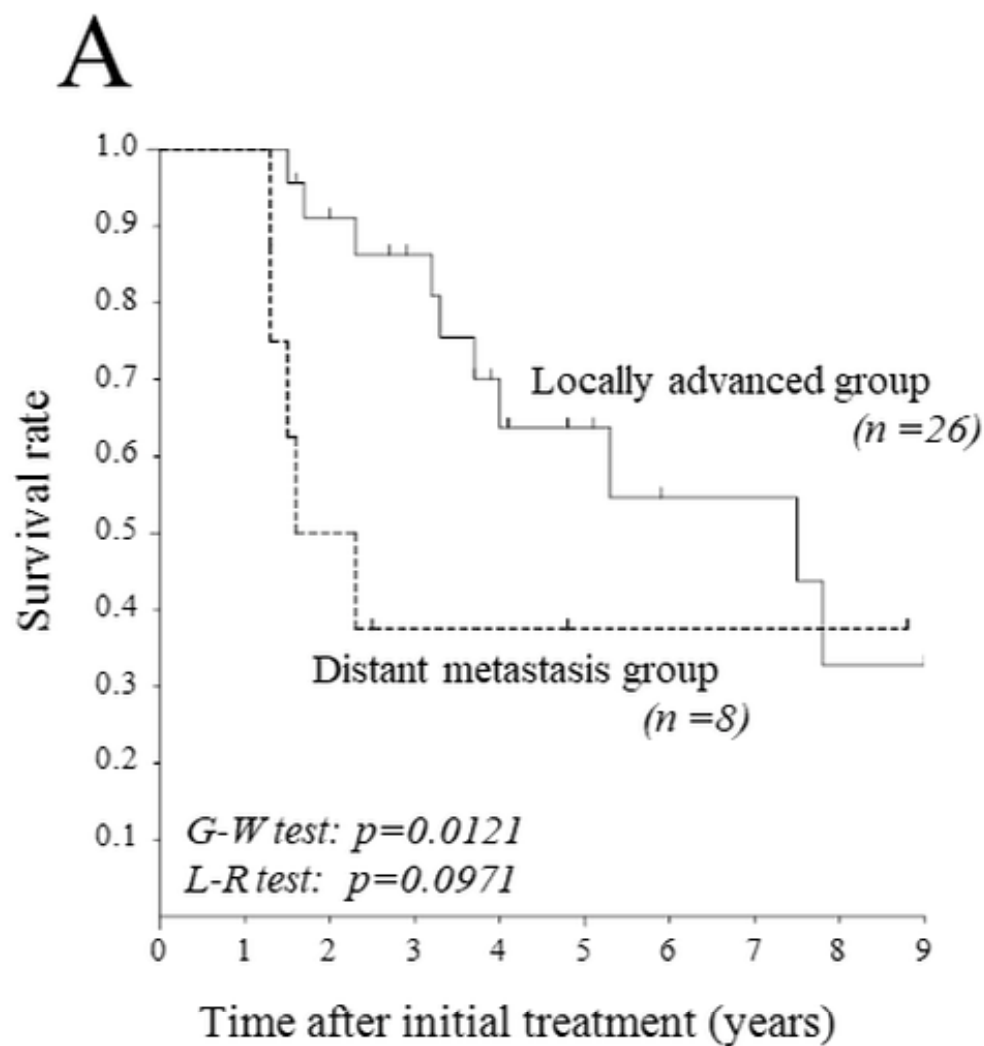 A
1.0
0.9
0.8
0.7
0.6
0.5
0.4
0.3
0.2
0.1
Survival rate
Locally advanced group
(n =26)
Distant metastasis group
(n =8)
G-W test: p=0.0121
L-R test: p=0.0971
0 1 2 3 4 5 6 7 8 9
Time after initial treatment (years)